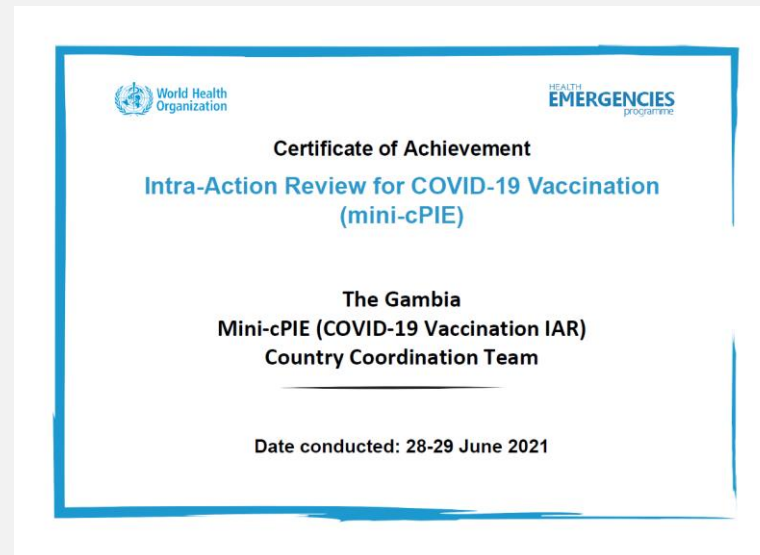 World Health
Organization
HEALTH
EMERGENCIES
programme
Certificate of Achievement
Intra-Action Review for COVID-19 Vaccination
(mini-cPIE)
The Gambia
Mini-cPIE (COVID-19 Vaccination IAR)
Country Coordination Team
Date conducted: 28-29 June 2021